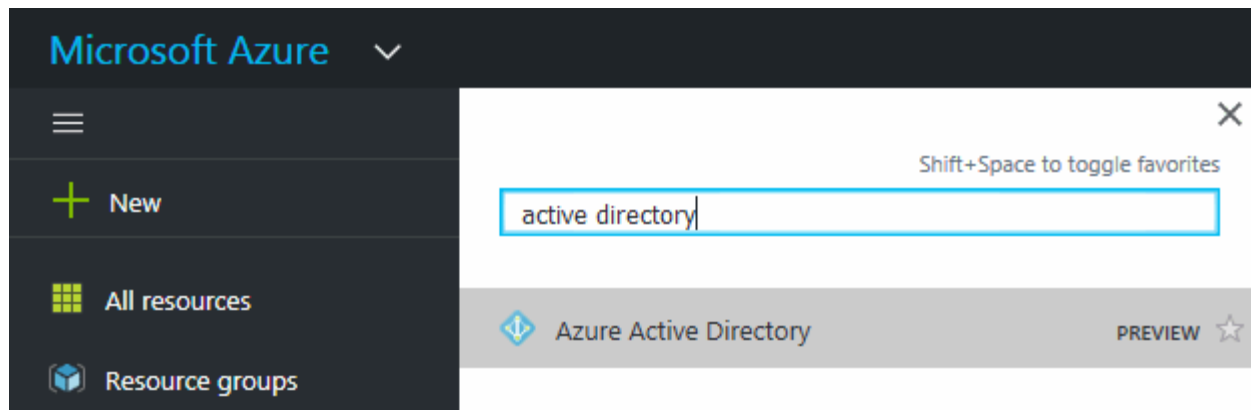 Microsoft Azure
Shift+Space to toggle favorites
New
active directory
All resources
Azure Active Directory PREVIEW
Resource groups